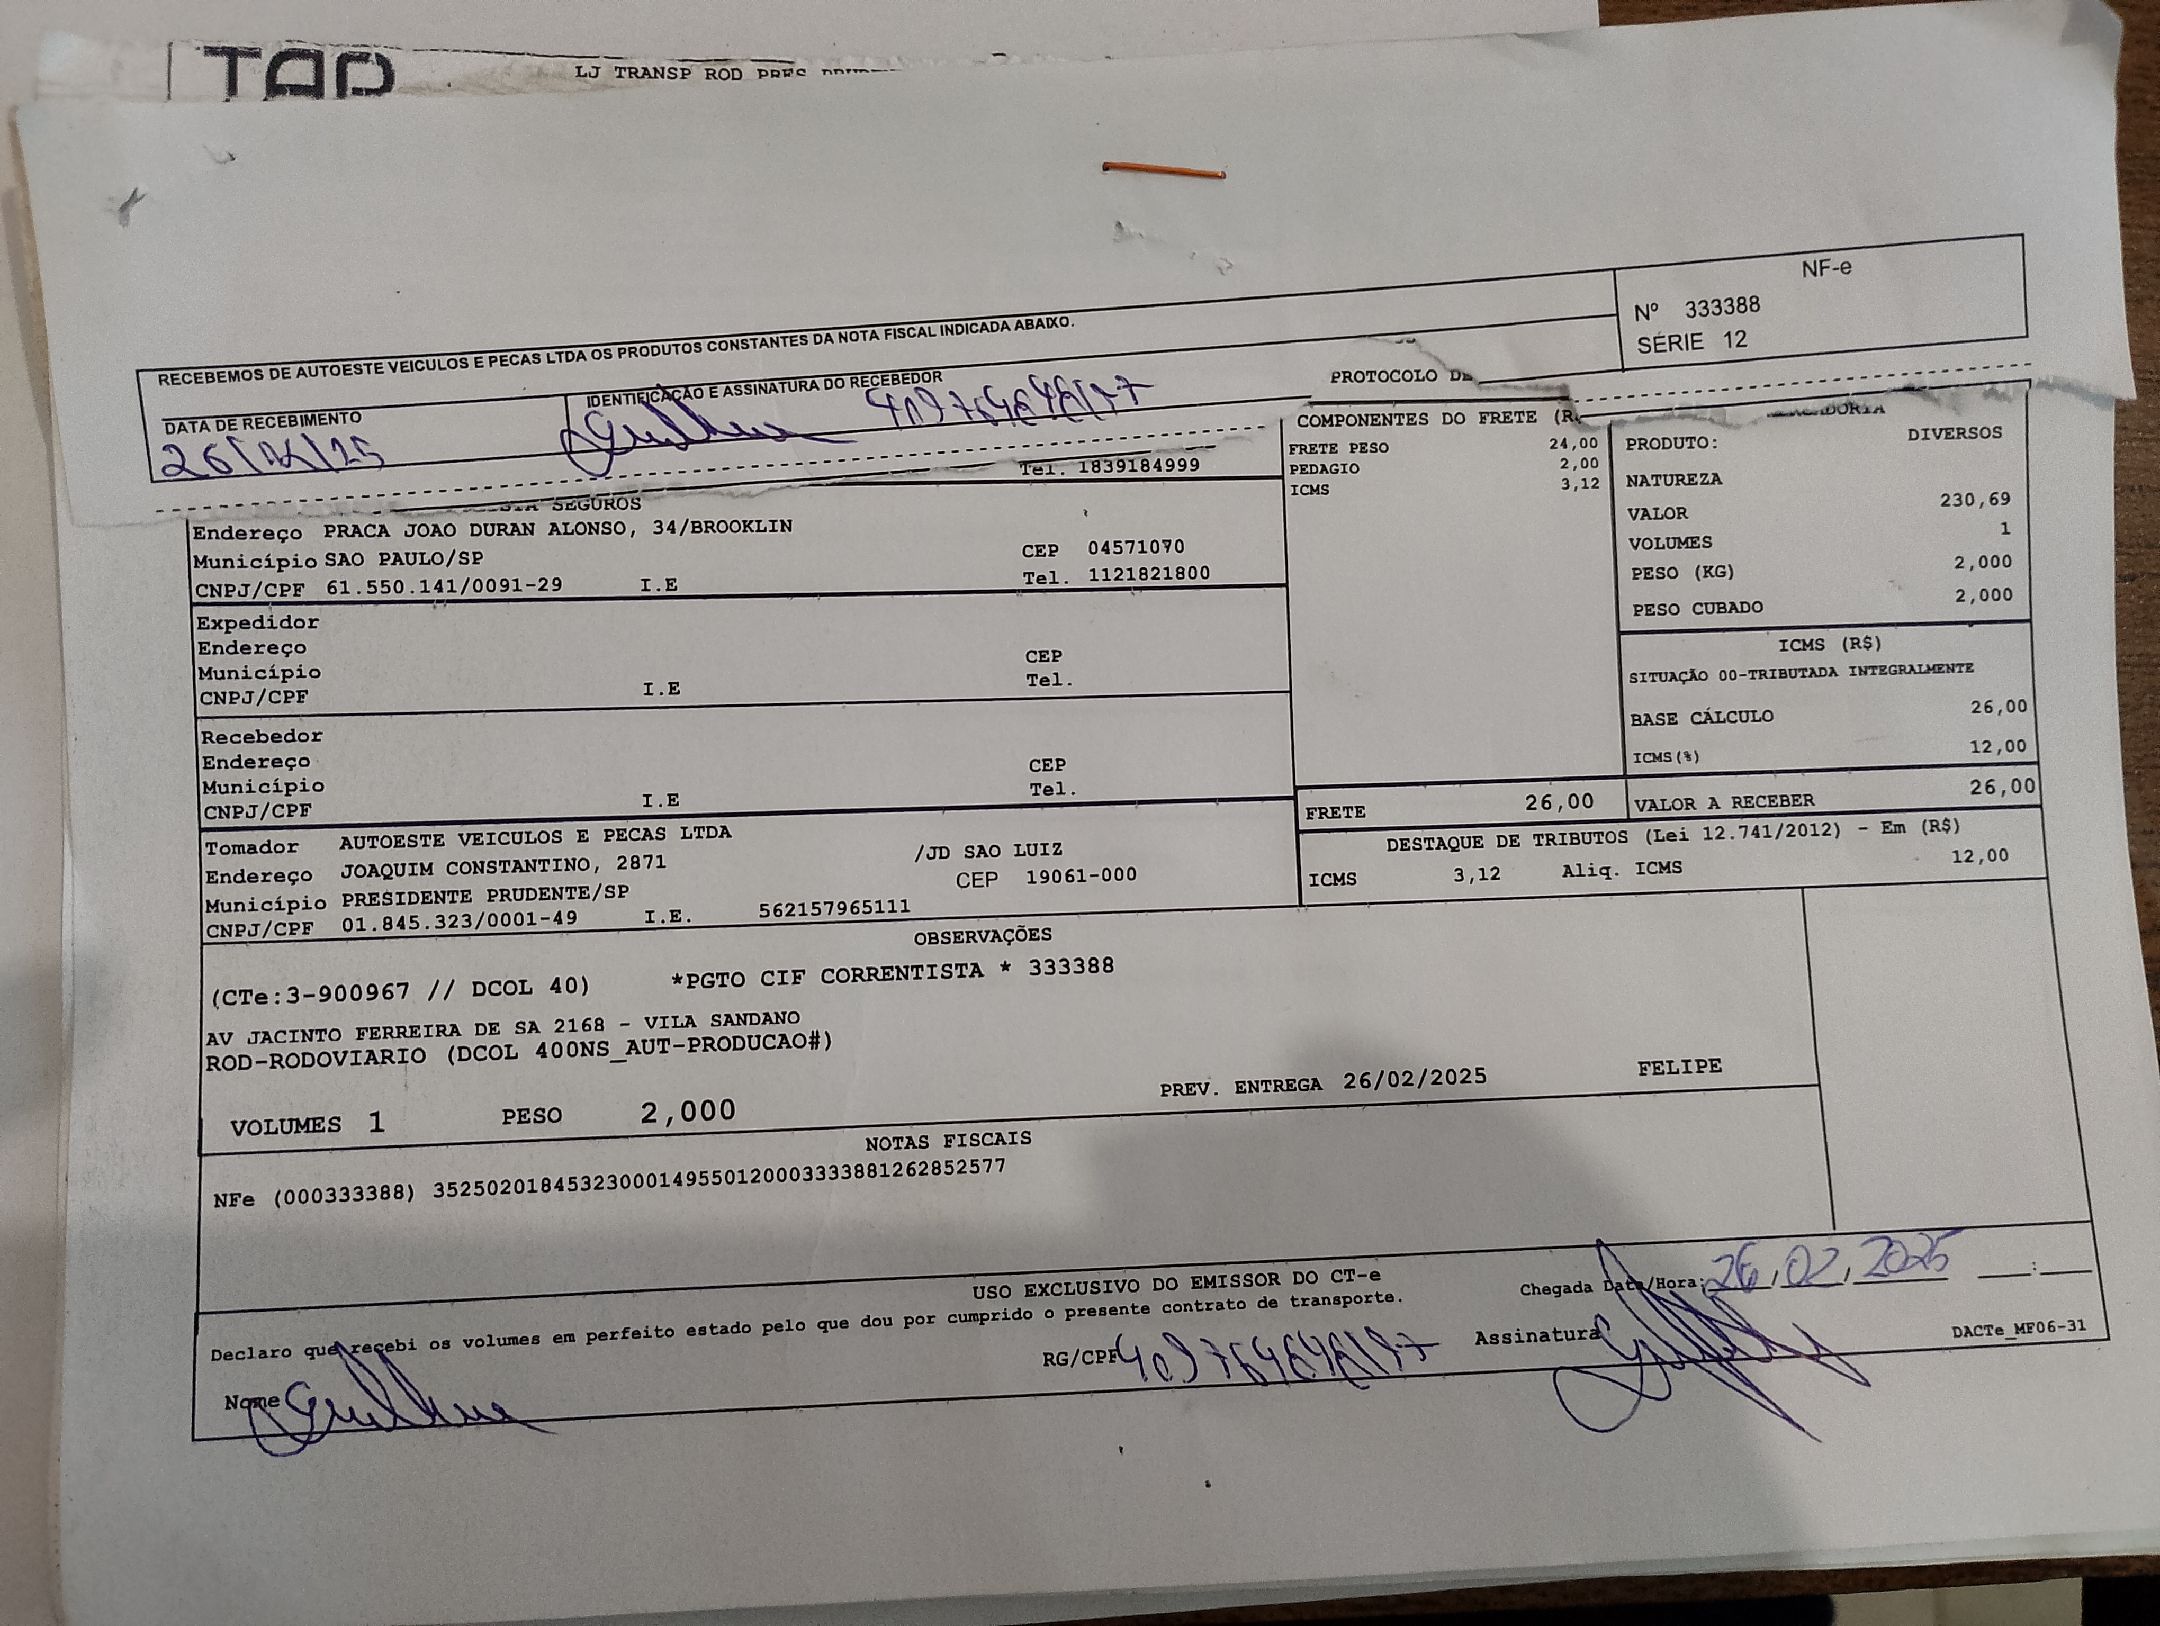 TAP
LJ TRANSP ROD PRES
NF-e
Nº 333388
SÉRIE 12
RECEBEMOS DE AUTOESTE VEICULOS E PECAS LTDA OS PRODUTOS CONSTANTES DA NOTA FISCAL INDICADA ABAIXO.
DATA DE RECEBIMENTO
26/02/25
IDENTIFICAÇÃO E ASSINATURA DO RECEBEDOR
PROTOCOLO DE
Tel. 1839184999
SEGUROS
Endereço PRACA JOAO DURAN ALONSO, 34/BROOKLIN
Município SAO PAULO/SP CEP 04571070
CNPJ/CPF 61.550.141/0091-29 I.E Tel. 1121821800
Expedidor
Endereço
Município CEP
CNPJ/CPF I.E Tel.
Recebedor
Endereço
Município CEP
CNPJ/CPF I.E Tel.
Tomador AUTOESTE VEICULOS E PECAS LTDA
Endereço JOAQUIM CONSTANTINO, 2871 /JD SAO LUIZ
Município PRESIDENTE PRUDENTE/SP CEP 19061-000
CNPJ/CPF 01.845.323/0001-49 I.E. 562157965111
COMPONENTES DO FRETE (R
FRETE PESO 24,00
PEDAGIO 2,00
ICMS 3,12
PRODUTO: DIVERSOS
NATUREZA
VALOR 230,69
VOLUMES 1
PESO (KG) 2,000
PESO CUBADO 2,000
ICMS (R$)
SITUAÇÃO 00-TRIBUTADA INTEGRALMENTE
BASE CÁLCULO 26,00
ICMS(%) 12,00
FRETE 26,00 VALOR A RECEBER 26,00
DESTAQUE DE TRIBUTOS (Lei 12.741/2012) - Em (R$)
ICMS 3,12 Aliq. ICMS 12,00
OBSERVAÇÕES
(CTe:3-900967 // DCOL 40) *PGTO CIF CORRENTISTA * 333388
AV JACINTO FERREIRA DE SA 2168 - VILA SANDANO
ROD-RODOVIARIO (DCOL 400NS_AUT-PRODUCAO#)
PREV. ENTREGA 26/02/2025 FELIPE
VOLUMES 1 PESO 2,000
NOTAS FISCAIS
NFe (000333388) 35250201845323000149550120003333881262852577
USO EXCLUSIVO DO EMISSOR DO CT-e
Declaro que recebi os volumes em perfeito estado pelo que dou por cumprido o presente contrato de transporte.
Chegada Data/Hora: 26/02/2025 __:__
Nome
RG/CPF
Assinatura
DACTe_MF06-31